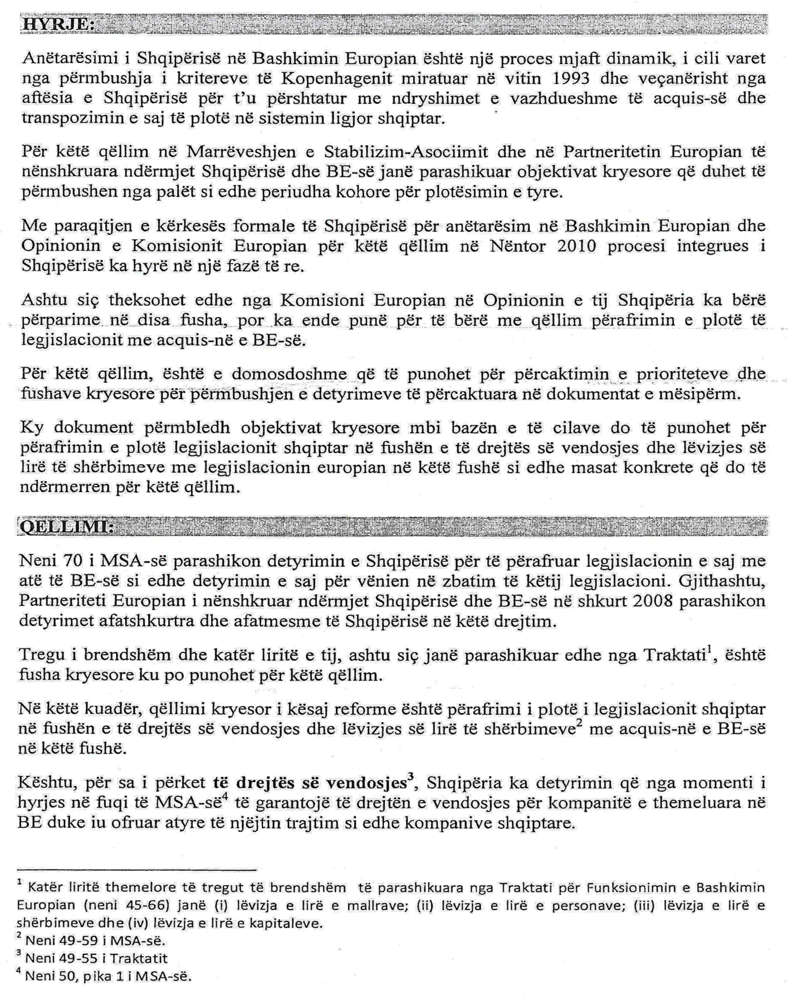 HYRJE:
Anëtarësimi i Shqipërisë në Bashkimin Europian është një proces mjaft dinamik, i cili varet
nga përmbushja i kritereve të Kopenhagenit miratuar në vitin 1993 dhe veçanërisht nga
aftësia e Shqipërisë për t’u përshtatur me ndryshimet e vazhdueshme të acquis-së dhe
transpozimin e saj të plotë në sistemin ligjor shqiptar.
Për këtë qëllim në Marrëveshjen e Stabilizim-Asociimit dhe në Partneritetin Europian të
nënshkruara ndërmjet Shqipërisë dhe BE-së janë parashikuar objektivat kryesore që duhet të
përmbushen nga palët si edhe periudha kohore për plotësimin e tyre.
Me paraqitjen e kërkesës formale të Shqipërisë për anëtarësim në Bashkimin Europian dhe
Opinionin e Komisionit Europian për këtë qëllim në Nëntor 2010 procesi integrues i
Shqipërisë ka hyrë në një fazë të re.
Ashtu siç theksohet edhe nga Komisioni Europian në Opinionin e tij Shqipëria ka bërë
përparime në disa fusha, por ka ende punë për të bërë me qëllim përafrimin e plotë të
legjislacionit me acquis-në e BE-së.
Për këtë qëllim, është e domosdoshme që të punohet për përcaktimin e prioriteteve dhe
fushave kryesore për përmbushjen e detyrimeve të përcaktuara në dokumentat e mësipërm.
Ky dokument përmbledh objektivat kryesore mbi bazën e të cilave do të punohet për
përafrimin e plotë legjislacionit shqiptar në fushën e të drejtës së vendosjes dhe lëvizjes së
lirë të shërbimeve me legjislacionin europian në këtë fushë si edhe masat konkrete që do të
ndërmerren për këtë qëllim.
QELLIMI:
Neni 70 i MSA-së parashikon detyrimin e Shqipërisë për të përafruar legjislacionin e saj me
atë të BE-së si edhe detyrimin e saj për vënien në zbatim të këtij legjislacioni. Gjithashtu,
Partneriteti Europian i nënshkruar ndërmjet Shqipërisë dhe BE-së në shkurt 2008 parashikon
detyrimet afatshkurtra dhe afatmesme të Shqipërisë në këtë drejtim.
Tregu i brendshëm dhe katër liritë e tij, ashtu siç janë parashikuar edhe nga Traktati¹, është
fusha kryesore ku po punohet për këtë qëllim.
Në këtë kuadër, qëllimi kryesor i kësaj reforme është përafrimi i plotë i legjislacionit shqiptar
në fushën e të drejtës së vendosjes dhe lëvizjes së lirë të shërbimeve² me acquis-në e BE-së
në këtë fushë.
Kështu, për sa i përket të drejtës së vendosjes³, Shqipëria ka detyrimin që nga momenti i
hyrjes në fuqi të MSA-së⁴ të garantojë të drejtën e vendosjes për kompanitë e themeluara në
BE duke iu ofruar atyre të njëjtin trajtim si edhe kompanive shqiptare.
¹ Katër liritë themelore të tregut të brendshëm të parashikuara nga Traktati për Funksionimin e Bashkimin
Europian (neni 45-66) janë (i) lëvizja e lirë e mallrave; (ii) lëvizja e lirë e personave; (iii) lëvizja e lirë e
shërbimeve dhe (iv) lëvizja e lirë e kapitaleve.
² Neni 49-59 i MSA-së.
³ Neni 49-55 i Traktatit
⁴ Neni 50, pika 1 i MSA-së.